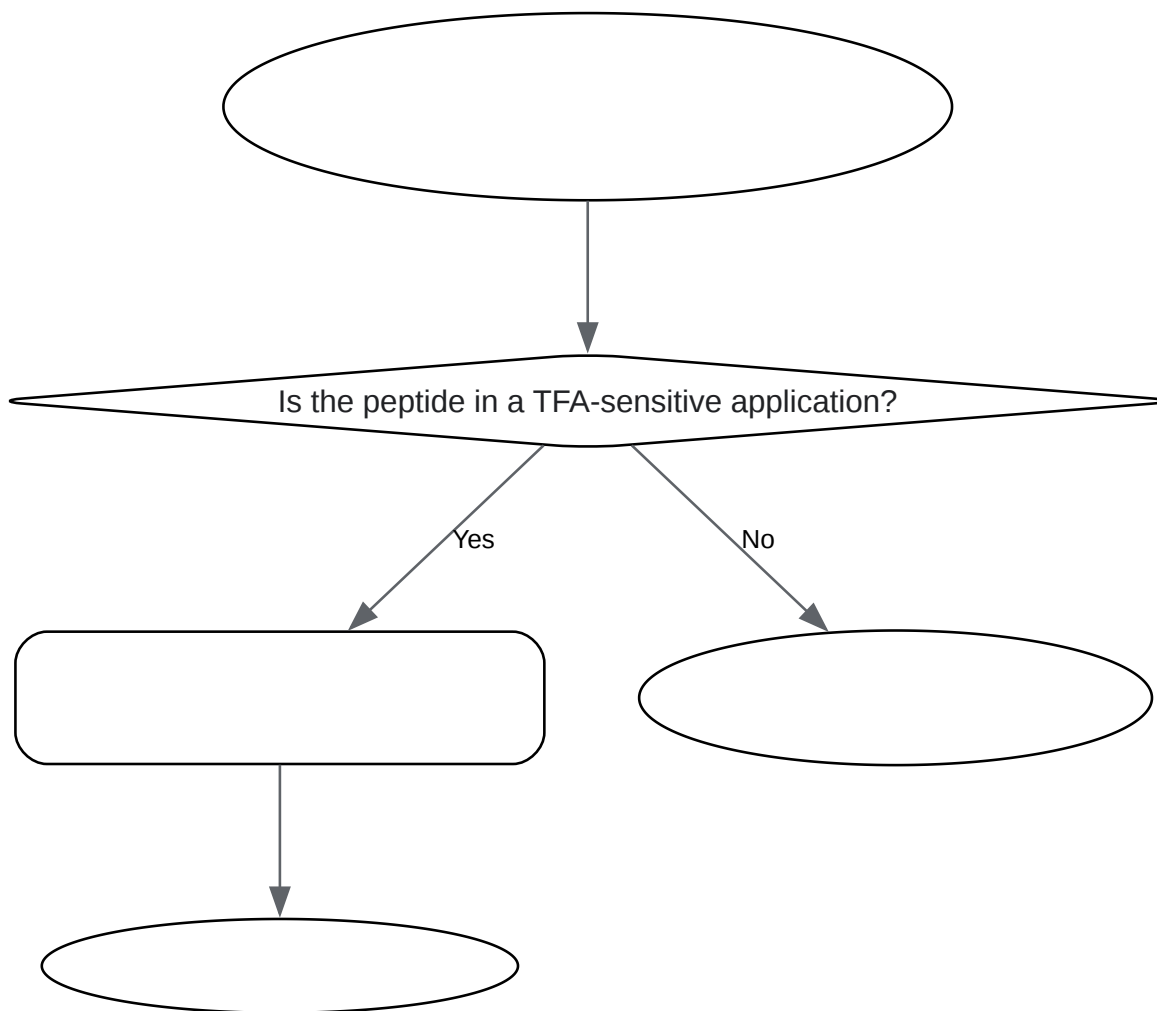 Is the peptide in a TFA-sensitive application?
Yes
No